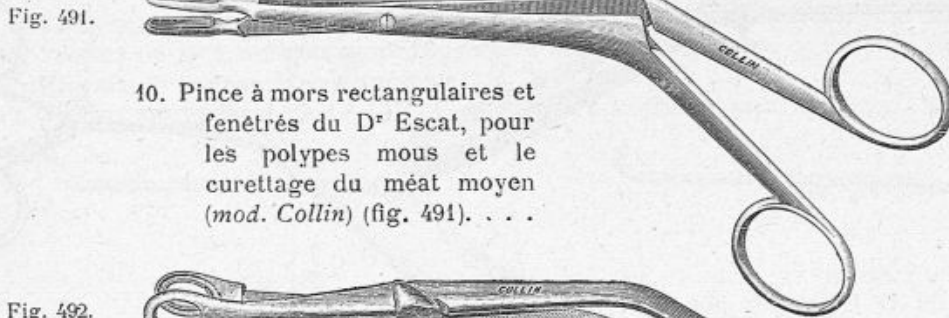 Fig. 491.
COLLIN
10. Pince à mors rectangulaires et
fenêtrés du Dʳ Escat, pour
les polypes mous et le
curettage du méat moyen
(mod. Collin) (fig. 491). . . .
COLLIN
Fig. 492.